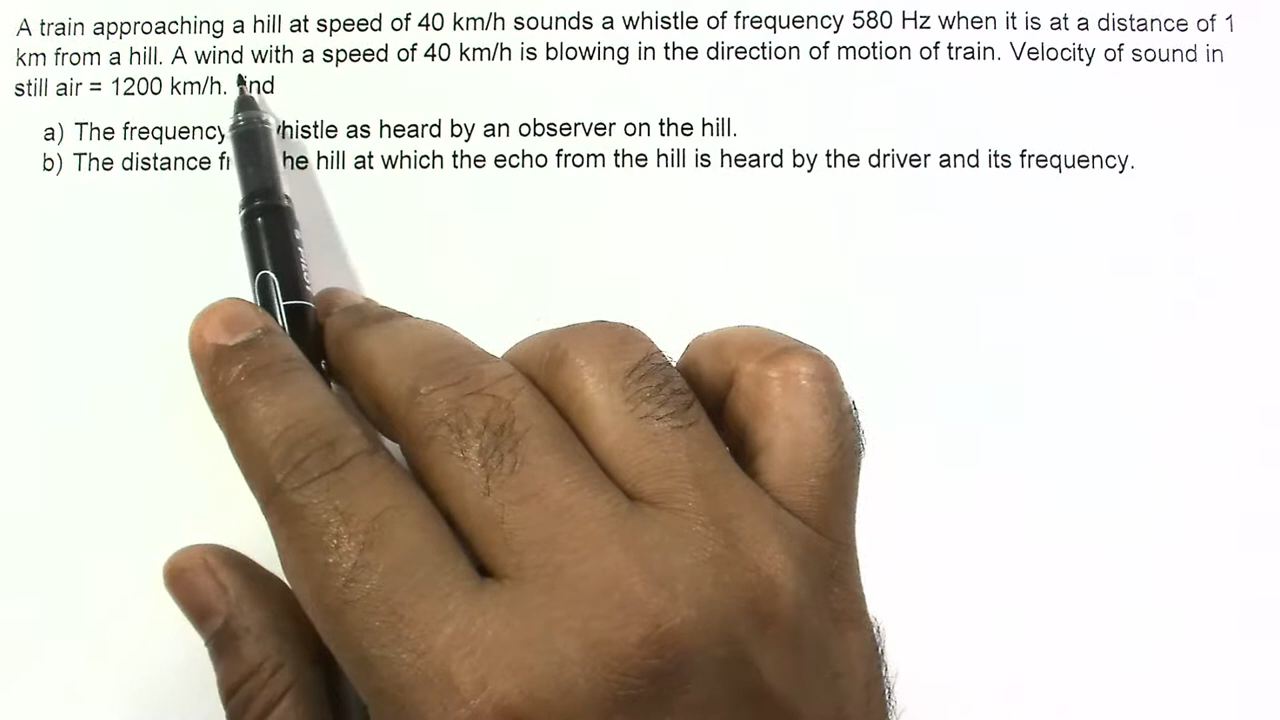 A train approaching a hill at speed of 40 km/h sounds a whistle of frequency 580 Hz when it is at a distance of 1
km from a hill. A wind with a speed of 40 km/h is blowing in the direction of motion of train. Velocity of sound in
still air = 1200 km/h. ind
a) The frequency histle as heard by an observer on the hill.
b) The distance f he hill at which the echo from the hill is heard by the driver and its frequency.